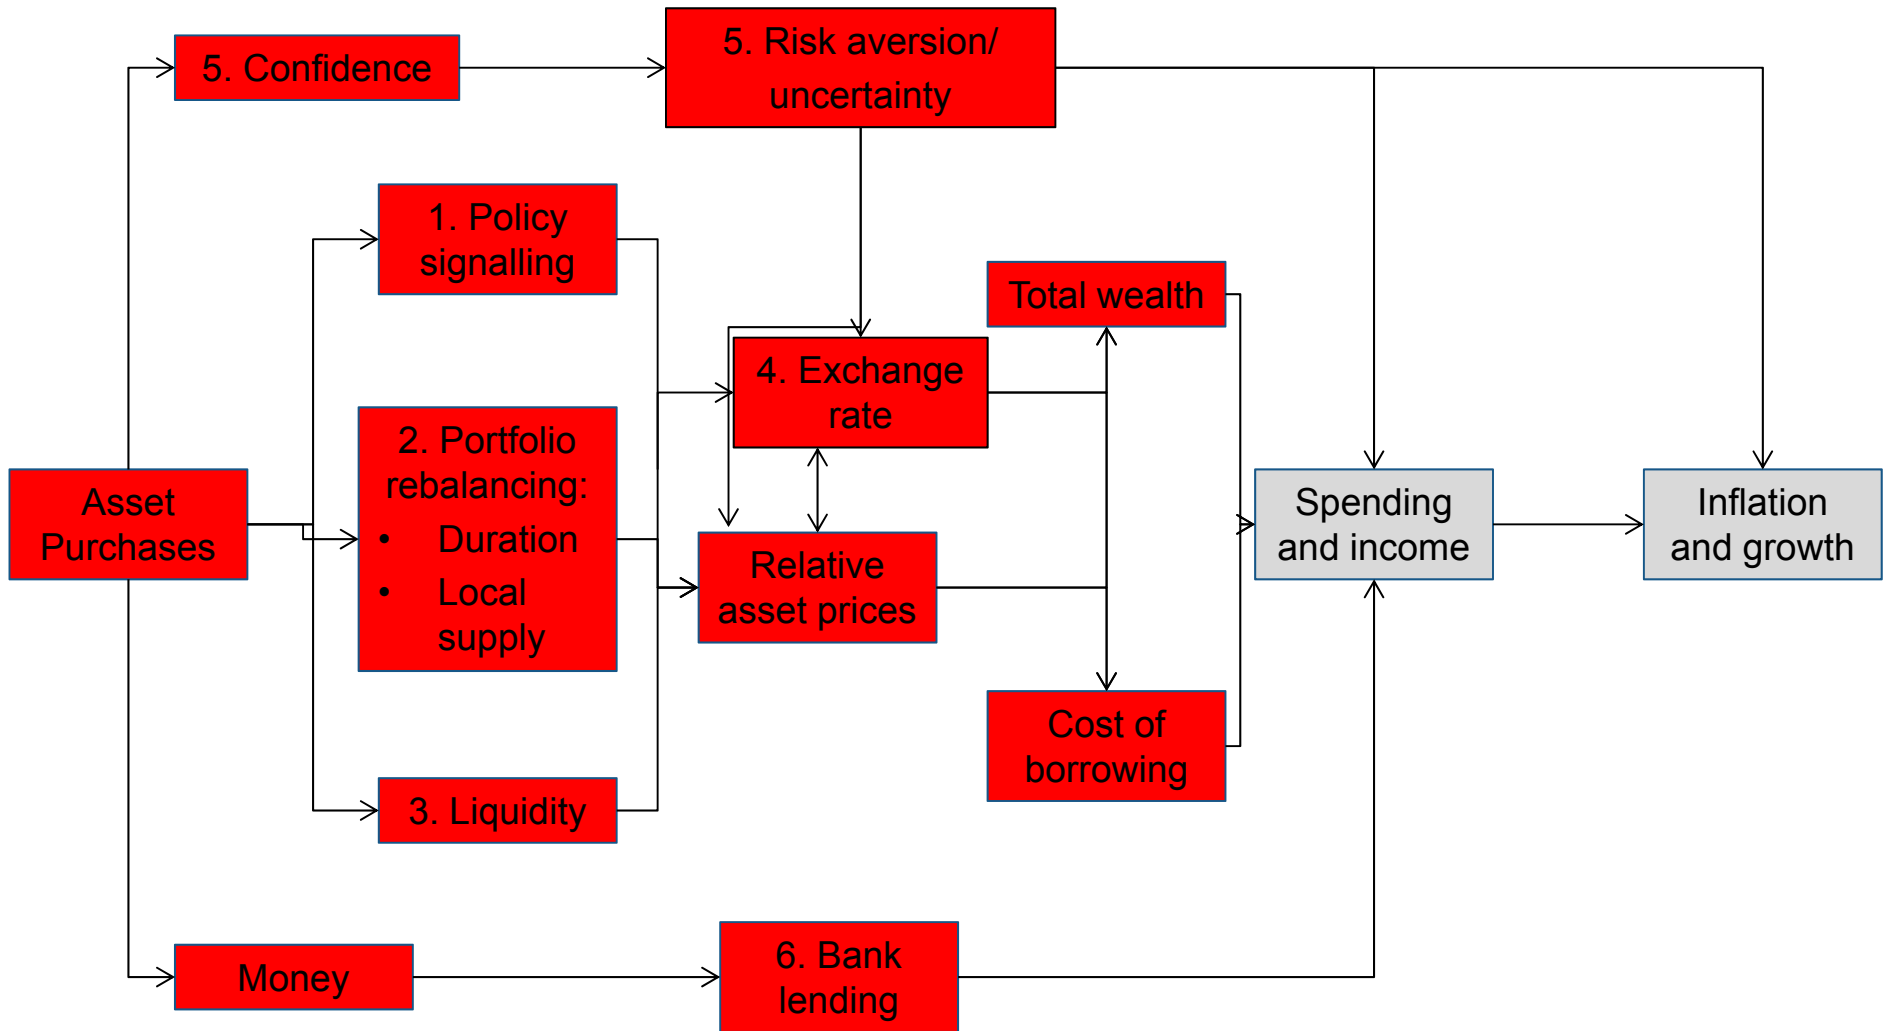 5. Confidence
5. Risk aversion/
uncertainty
1. Policy
signalling
Total wealth
4. Exchange
rate
2. Portfolio
rebalancing:
• Duration
• Local
supply
Asset
Purchases
Relative
asset prices
Spending
and income
Inflation
and growth
Cost of
borrowing
3. Liquidity
Money
6. Bank
lending